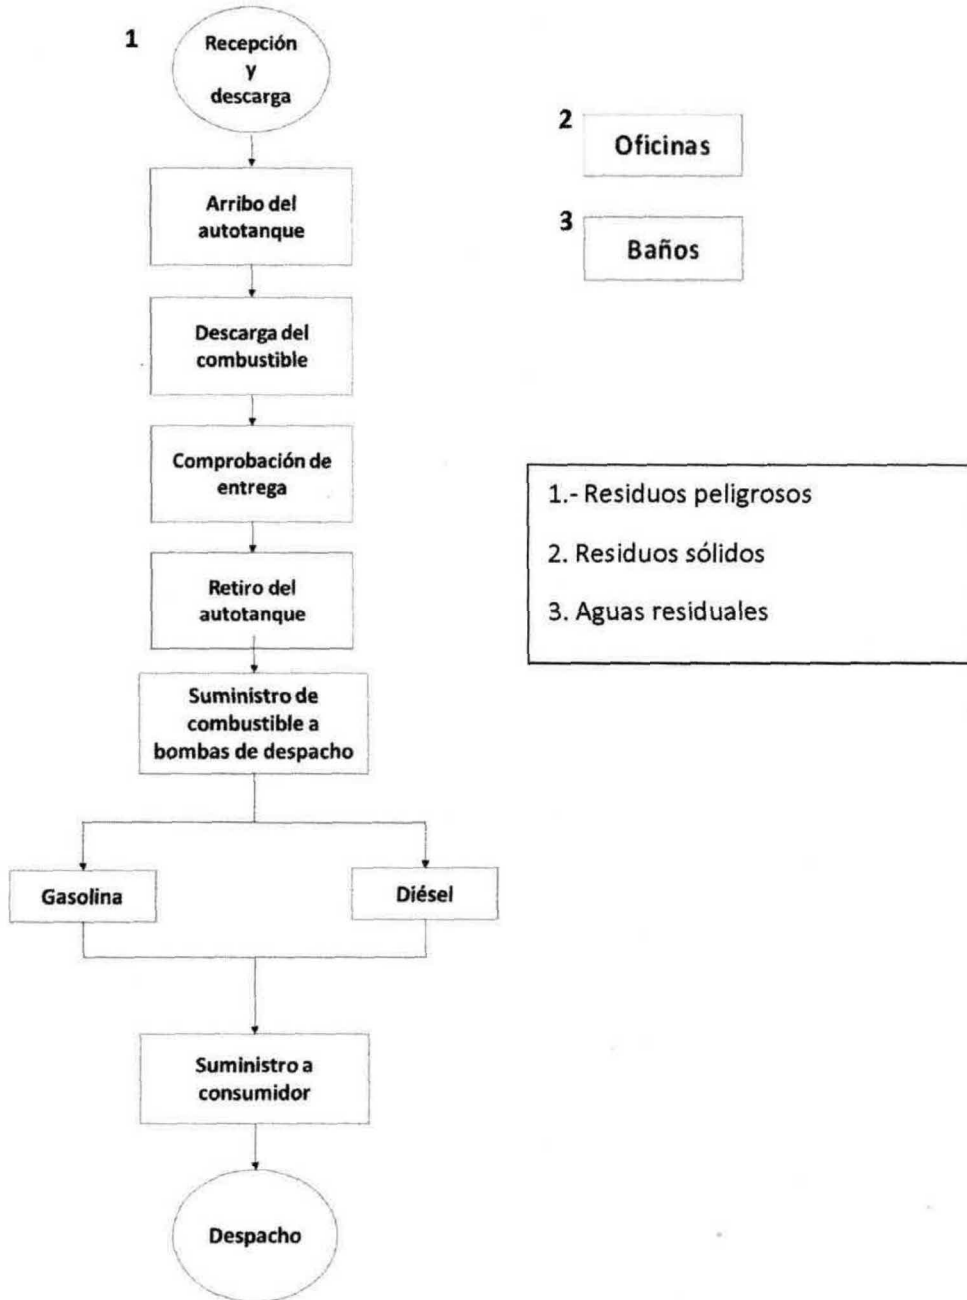 1
Recepción
y
descarga
Arribo del
autotanque
Descarga del
combustible
Comprobación de
entrega
Retiro del
autotanque
Suministro de
combustible a
bombas de despacho
Gasolina
Diésel
Suministro a
consumidor
Despacho
2
Oficinas
3
Baños
1.- Residuos peligrosos
2. Residuos sólidos
3. Aguas residuales